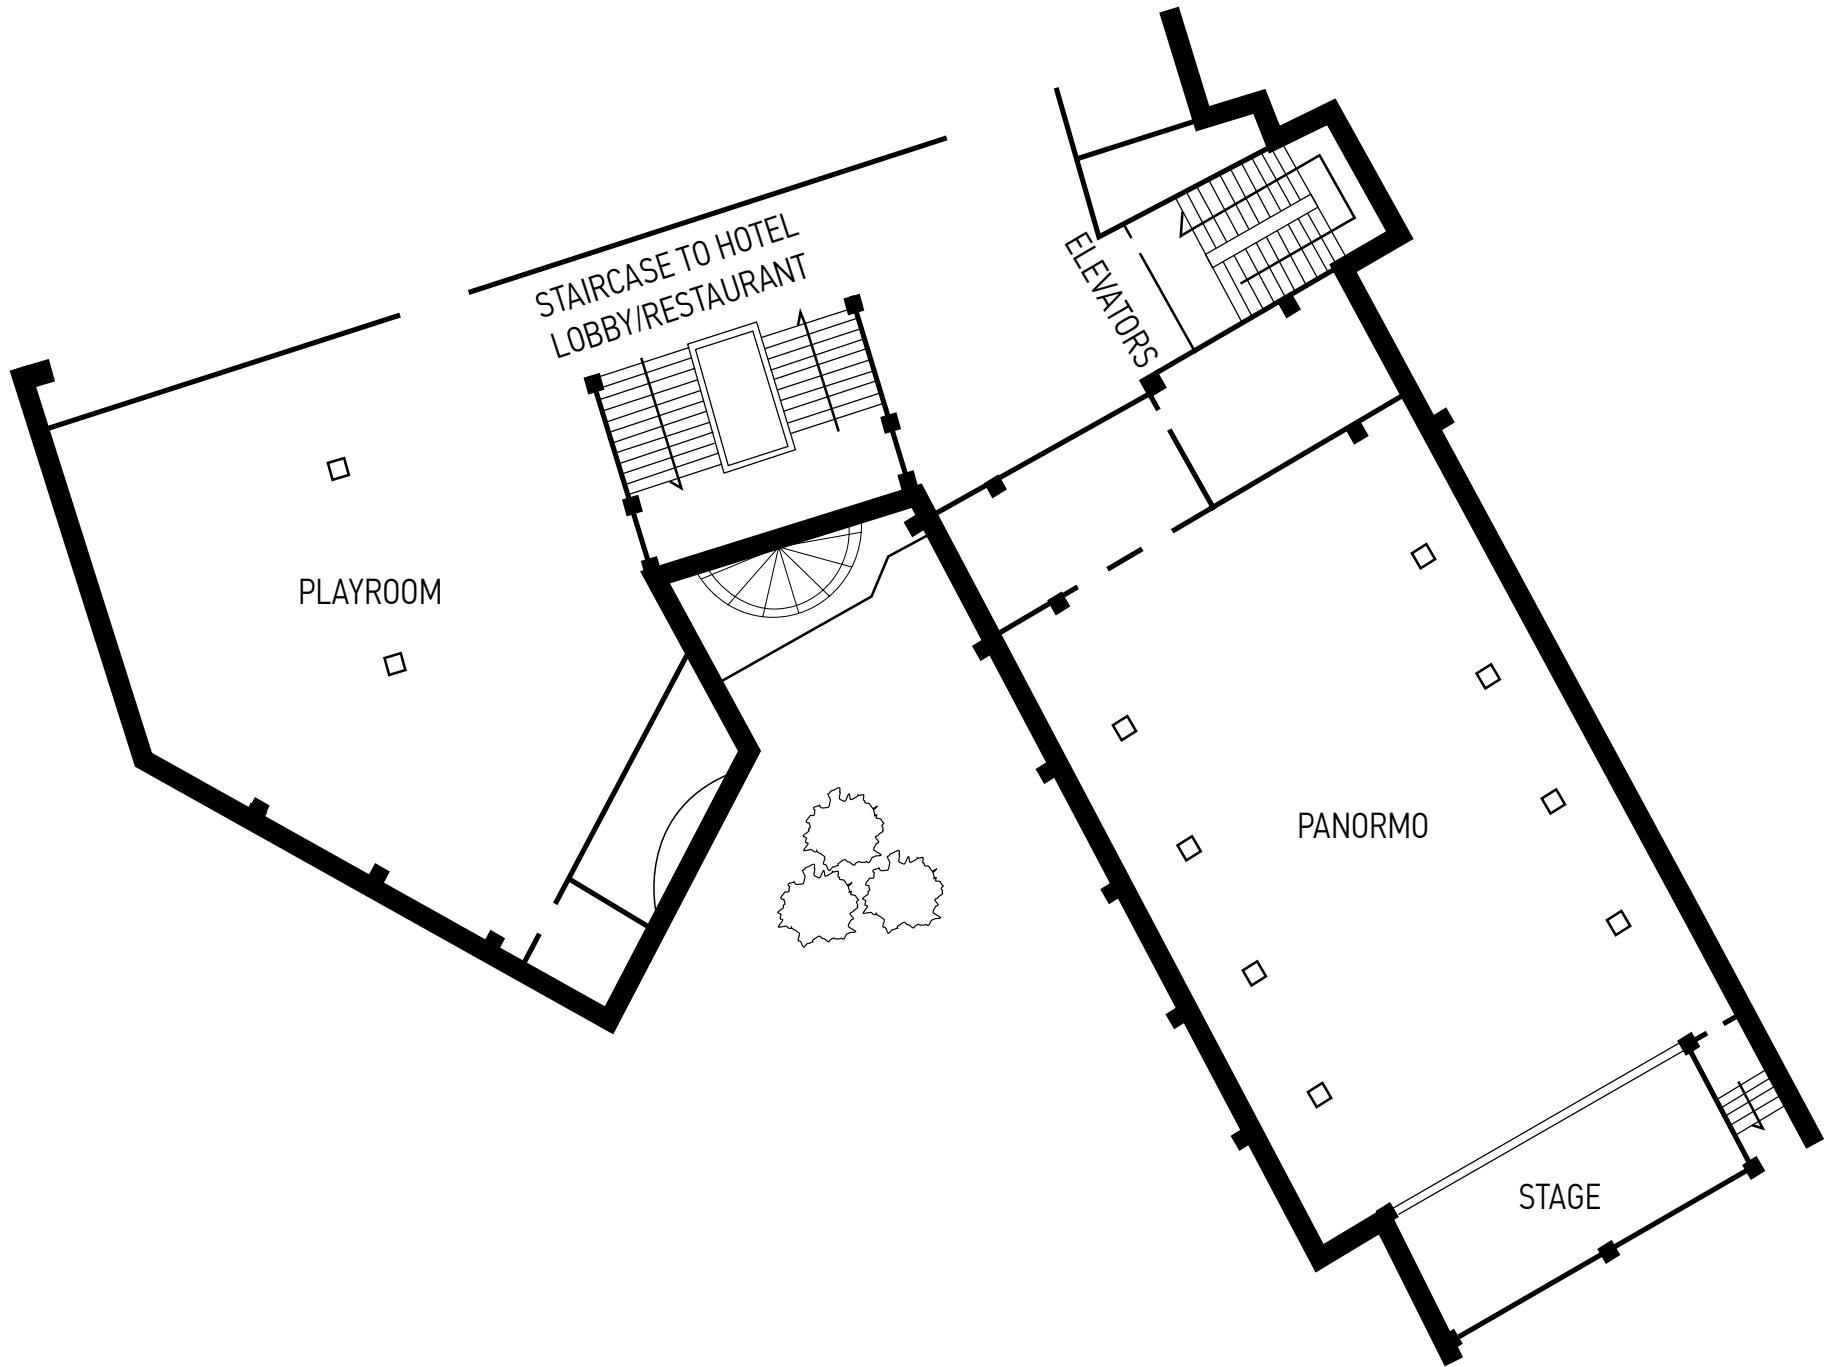 STAIRCASE TO HOTEL
LOBBY/RESTAURANT
ELEVATORS
PLAYROOM
PANORMO
STAGE